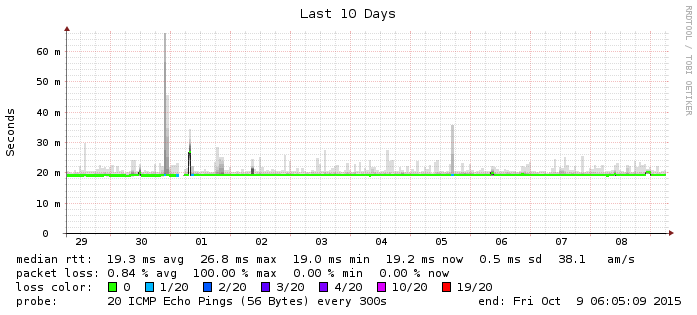 Last 10 Days
RRDTOOL / TOBI OETIKER
Seconds
60 m
50 m
40 m
30 m
20 m
10 m
0
29 30 01 02 03 04 05 06 07 08
median rtt: 19.3 ms avg 26.8 ms max 19.0 ms min 19.2 ms now 0.5 ms sd 38.1 am/s
packet loss: 0.84 % avg 100.00 % max 0.00 % min 0.00 % now
loss color: 0 1/20 2/20 3/20 4/20 10/20 19/20
probe: 20 ICMP Echo Pings (56 Bytes) every 300s end: Fri Oct 9 06:05:09 2015